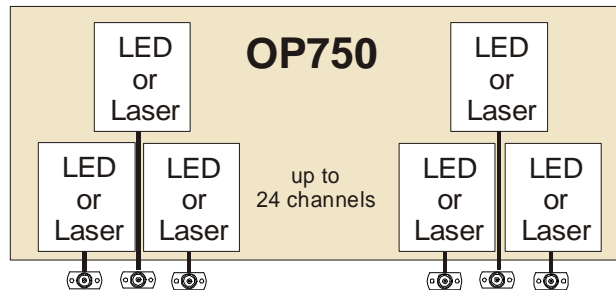 LED
or
Laser
OP750
LED
or
Laser
LED
or
Laser
LED
or
Laser
up to
24 channels
LED
or
Laser
LED
or
Laser